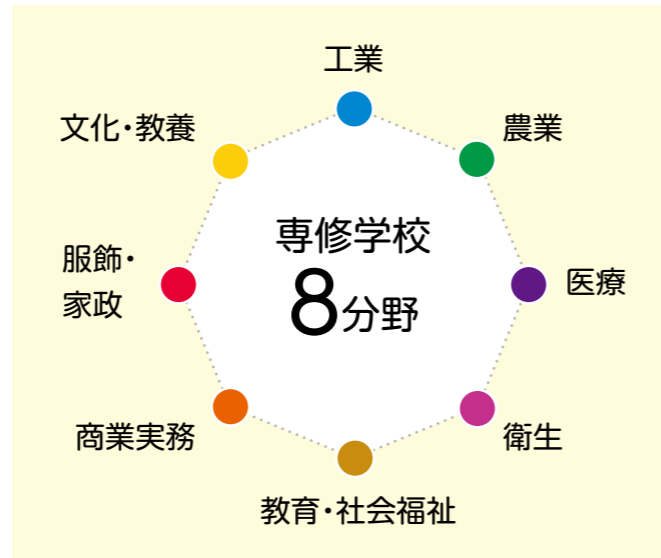 工業
農業
医療
衛生
教育・社会福祉
商業実務
服飾・
家政
文化・教養
専修学校
8分野